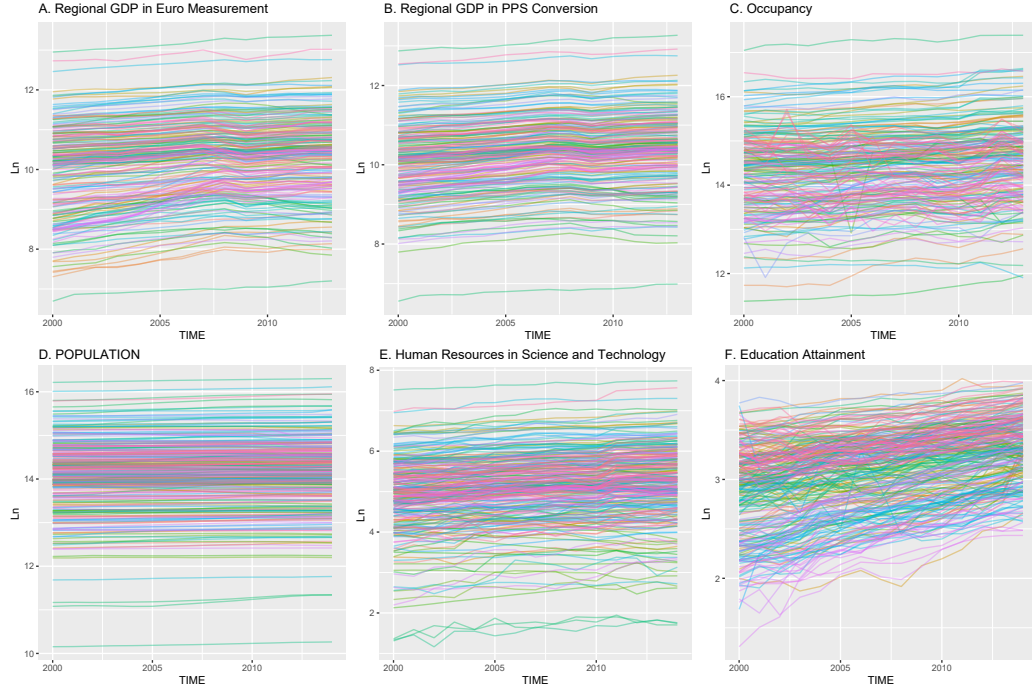 A. Regional GDP in Euro Measurement
B. Regional GDP in PPS Conversion
C. Occupancy
Ln
12
10
8
2000
2005
2010
TIME
Ln
12
10
8
2000
2005
2010
TIME
Ln
16
14
12
2000
2005
2010
TIME
D. POPULATION
E. Human Resources in Science and Technology
F. Education Attainment
Ln
16
14
12
10
2000
2005
2010
TIME
Ln
8
6
4
2
2000
2005
2010
TIME
Ln
4
3
2
2000
2005
2010
TIME